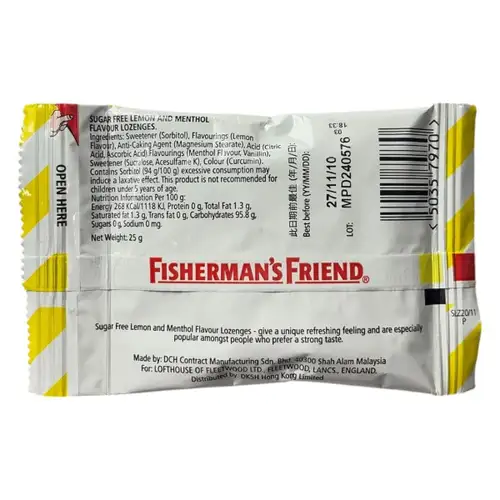 SUGAR FREE LEMON AND MENTHOL
FLAVOUR LOZENGES.
Ingredients: Sweetener (Sorbitol), Flavourings (Lemon
Flavour), Anti-Caking Agent (Magnesium Stearate), Acid (Citric
Acid, Ascorbic Acid) Flavourings (Menthol Flavour, Vanillin),
Sweetener (Sucralose, Acesulfame K), Colour (Curcumin).
Contains Sorbitol (94 g/100 g) excessive consumption may
induce a laxative effect. This product is not recommended for
children under 5 years of age.
Nutrition Information Per 100 g:
Energy 268 KCal/1118 KJ, Protein 0 g, Total Fat 1.3 g,
Saturated fat 1.3 g, Trans fat 0 g, Carbohydrates 95.8 g,
Sugars 0 g, Sodium 0 mg.
Net Weight: 25 g
OPEN HERE
此日期前最佳 (年/月/日):
Best before (YY/MM/DD):
27/11/10
03
18.33
LOT:
MPD240576
5035 7970
FISHERMAN'S FRIEND®
SLZ20/11
P
Sugar Free Lemon and Menthol Flavour Lozenges - give a unique refreshing feeling and are especially
popular amongst people who prefer a strong taste.
Made by: DCH Contract Manufacturing Sdn. Bhd. 40300 Shah Alam Malaysia
For: LOFTHOUSE OF FLEETWOOD LTD., FLEETWOOD, LANCS., ENGLAND.
Distributed by: DKSH Hong Kong Limited